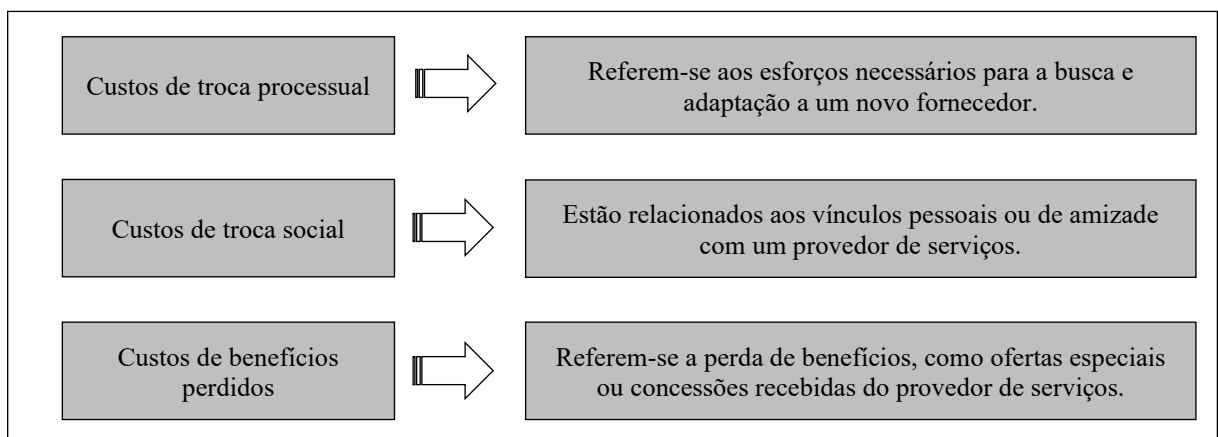 Custos de troca processual
Referem-se aos esforços necessários para a busca e
adaptação a um novo fornecedor.
Custos de troca social
Estão relacionados aos vínculos pessoais ou de amizade
com um provedor de serviços.
Custos de benefícios
perdidos
Referem-se a perda de benefícios, como ofertas especiais
ou concessões recebidas do provedor de serviços.